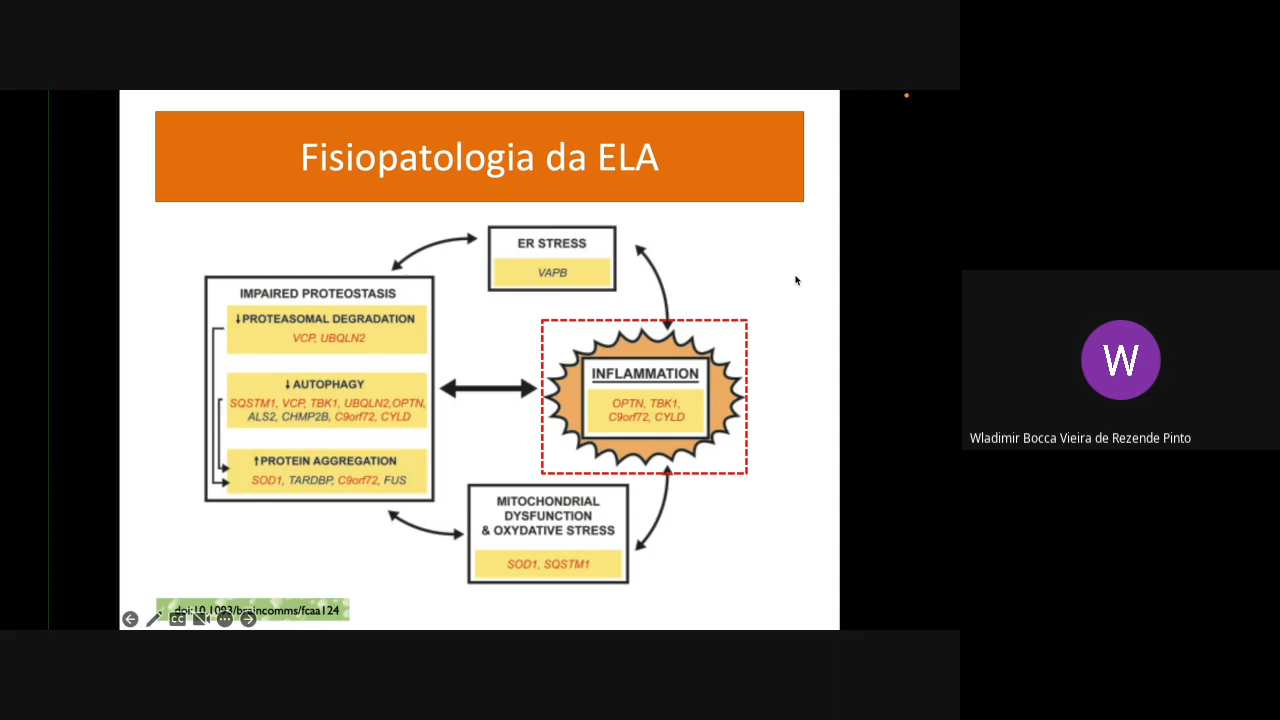 Fisiopatologia da ELA
ER STRESS
VAPB
IMPAIRED PROTEOSTASIS
↓PROTEASOMAL DEGRADATION
VCP, UBQLN2
↓AUTOPHAGY
SQSTM1, VCP, TBK1, UBQLN2,OPTN,
ALS2, CHMP2B, C9orf72, CYLD
↑PROTEIN AGGREGATION
SOD1, TARDBP, C9orf72, FUS
INFLAMMATION
OPTN, TBK1,
C9orf72, CYLD
MITOCHONDRIAL
DYSFUNCTION
& OXYDATIVE STRESS
SOD1, SQSTM1
doi:10.1093/braincomms/fcaa124
CC
W
Wladimir Bocca Vieira de Rezende Pinto